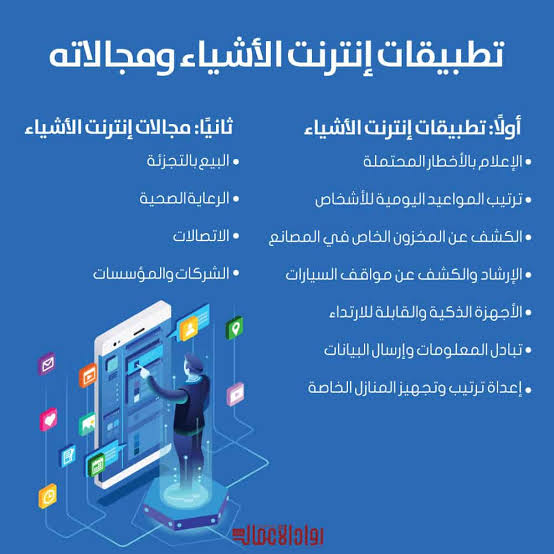 تطبيقات إنترنت الأشياء ومجالاته
أولًا: تطبيقات إنترنت الأشياء
• الإعلام بالأخطار المحتملة
• ترتيب المواعيد اليومية للأشخاص
• الكشف عن المخزون الخاص في المصانع
• الإرشاد والكشف عن مواقف السيارات
• الأجهزة الذكية والقابلة للارتداء
• تبادل المعلومات وإرسال البيانات
• إعداة ترتيب وتجهيز المنازل الخاصة
ثانيًا: مجالات إنترنت الأشياء
• البيع بالتجزئة
• الرعاية الصحية
• الاتصالات
• الشركات والمؤسسات
رواد الأعمال